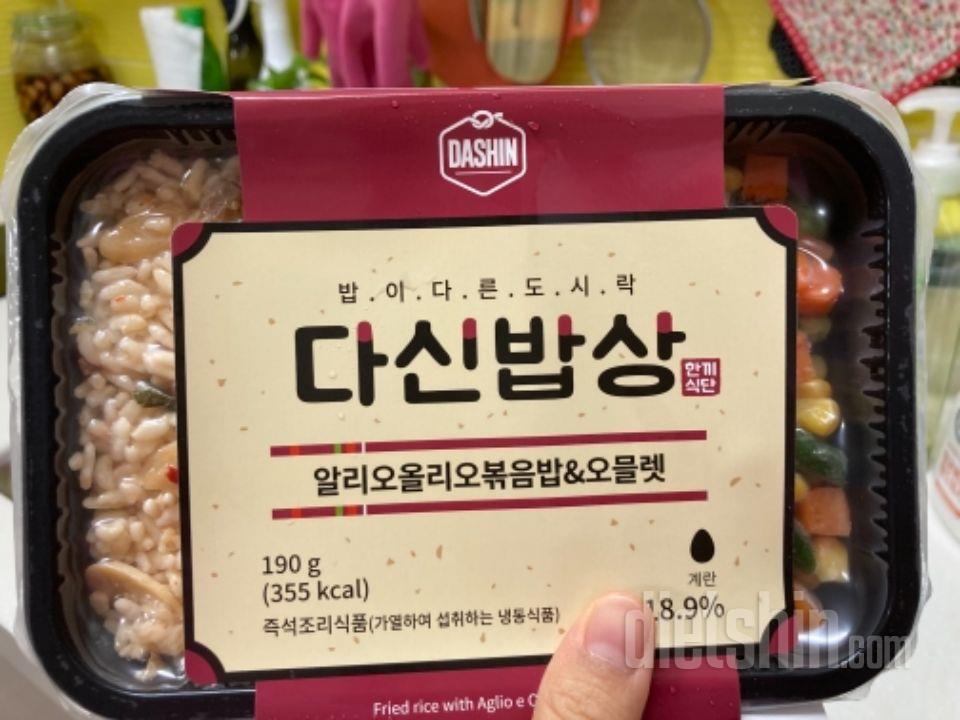 DASHIN
밥.이.다.른.도.시.락
다신밥상
한끼
식단
알리오올리오볶음밥&오믈렛
190 g
(355 kcal)
즉석조리식품(가열하여 섭취하는 냉동식품)
계란
18.9%
dietshin.com
Fried rice with Aglio e